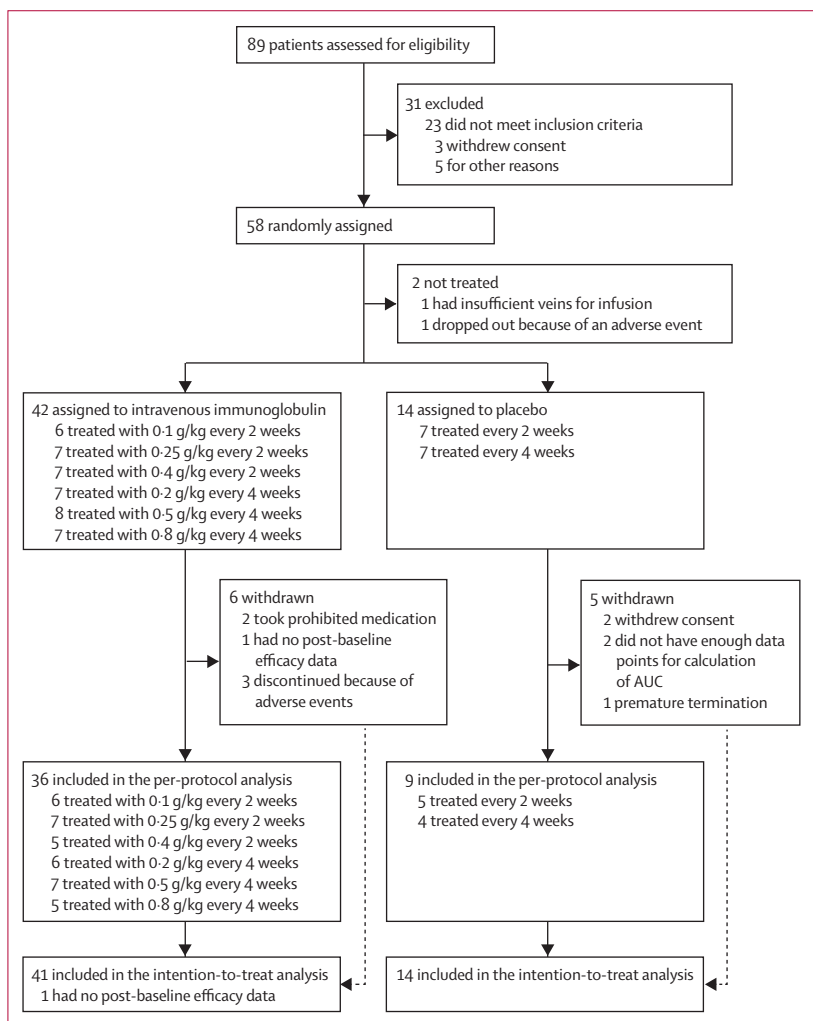 89 patients assessed for eligibility
31 excluded
23 did not meet inclusion criteria
3 withdrew consent
5 for other reasons
58 randomly assigned
2 not treated
1 had insufficient veins for infusion
1 dropped out because of an adverse event
42 assigned to intravenous immunoglobulin
6 treated with 0·1 g/kg every 2 weeks
7 treated with 0·25 g/kg every 2 weeks
7 treated with 0·4 g/kg every 2 weeks
7 treated with 0·2 g/kg every 4 weeks
8 treated with 0·5 g/kg every 4 weeks
7 treated with 0·8 g/kg every 4 weeks
14 assigned to placebo
7 treated every 2 weeks
7 treated every 4 weeks
6 withdrawn
2 took prohibited medication
1 had no post-baseline
efficacy data
3 discontinued because of
adverse events
5 withdrawn
2 withdrew consent
2 did not have enough data
points for calculation
of AUC
1 premature termination
36 included in the per-protocol analysis
6 treated with 0·1 g/kg every 2 weeks
7 treated with 0·25 g/kg every 2 weeks
5 treated with 0·4 g/kg every 2 weeks
6 treated with 0·2 g/kg every 4 weeks
7 treated with 0·5 g/kg every 4 weeks
5 treated with 0·8 g/kg every 4 weeks
9 included in the per-protocol analysis
5 treated every 2 weeks
4 treated every 4 weeks
41 included in the intention-to-treat analysis
1 had no post-baseline efficacy data
14 included in the intention-to-treat analysis